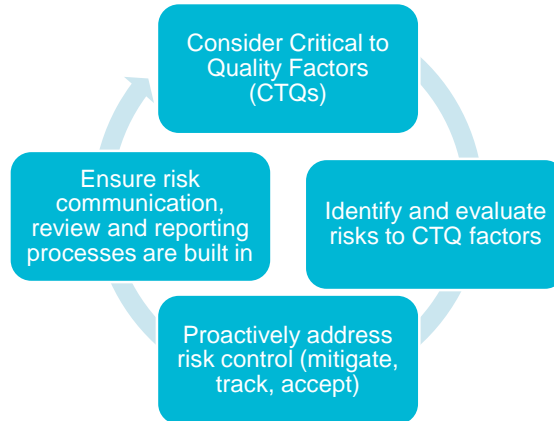 Consider Critical to
Quality Factors
(CTQs)
Identify and evaluate
risks to CTQ factors
Proactively address
risk control (mitigate,
track, accept)
Ensure risk
communication,
review and reporting
processes are built in